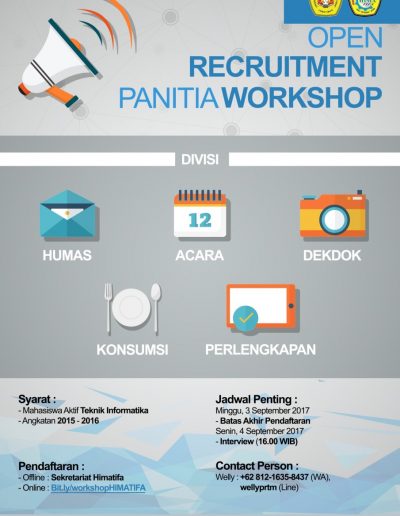 OPEN
RECRUITMENT
PANITIA WORKSHOP
DIVISI
HUMAS
12
ACARA
DEKDOK
KONSUMSI
PERLENGKAPAN
Syarat :
- Mahasiswa Aktif Teknik Informatika
- Angkatan 2015 - 2016
Jadwal Penting :
Minggu, 3 September 2017
- Batas Akhir Pendaftaran
Senin, 4 September 2017
- Interview (16.00 WIB)
Pendaftaran :
- Offline : Sekretariat Himatifa
- Online : Bit.ly/workshopHIMATIFA
Contact Person :
Welly : +62 812-1635-8437 (WA),
wellyprtm (Line)